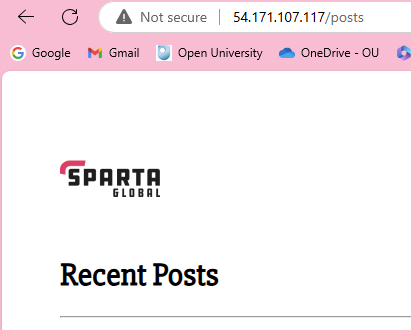 Not secure 54.171.107.117/posts
Google Gmail Open University OneDrive - OU
SPARTA
GLOBAL
Recent Posts